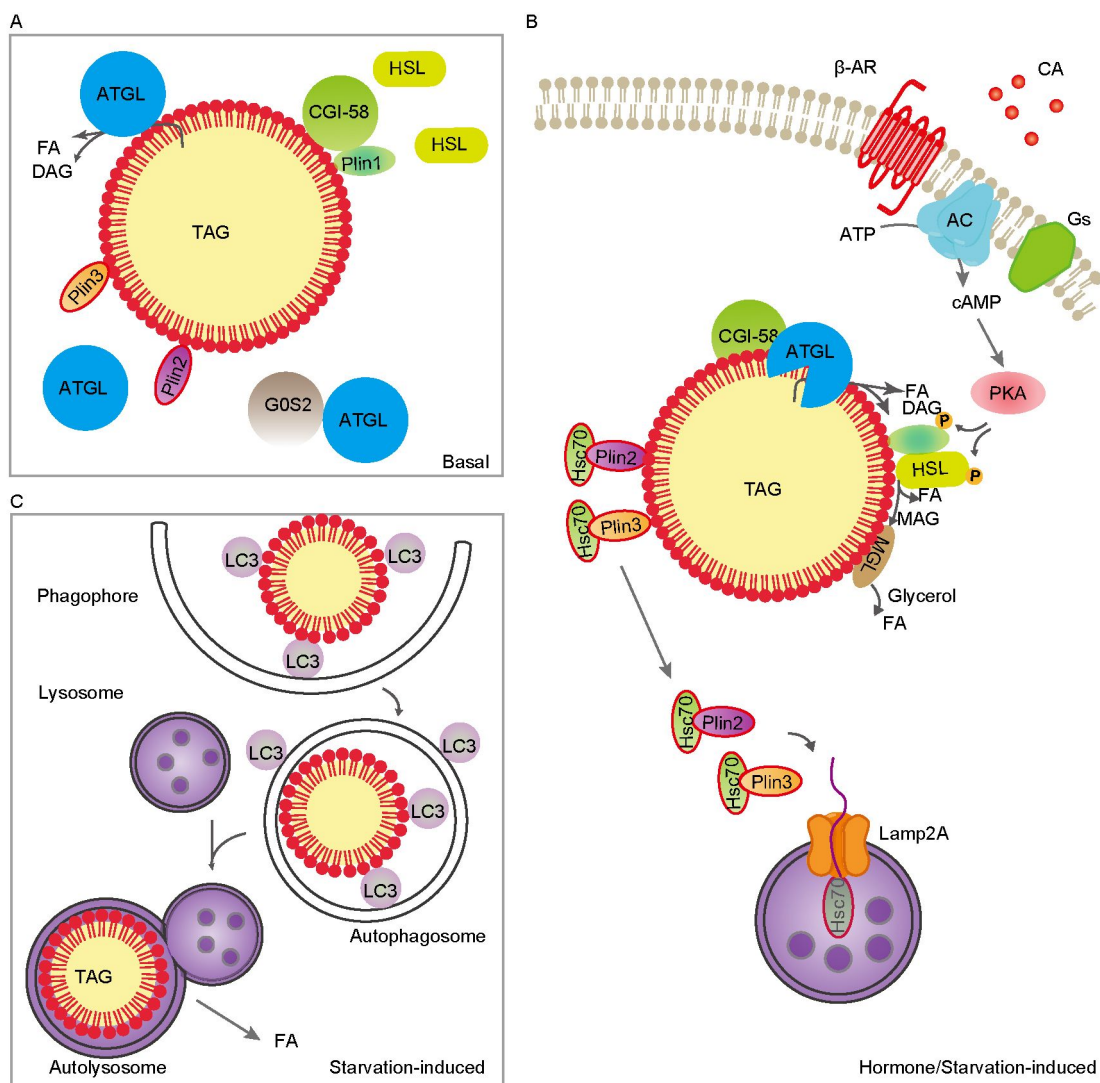 A
ATGL
HSL
CGI-58
HSL
FA
DAG
Plin1
TAG
Plin3
Plin2
ATGL
G0S2
ATGL
Basal
B
β-AR
CA
AC
Gs
ATP
cAMP
CGI-58
ATGL
FA
DAG
PKA
P
Hsc70
Plin2
HSL
P
TAG
FA
Hsc70
Plin3
MAG
MGL
Glycerol
FA
Hsc70
Plin2
Hsc70
Plin3
Lamp2A
Hsc70
Hormone/Starvation-induced
C
LC3
LC3
Phagophore
LC3
Lysosome
LC3
LC3
LC3
LC3
Autophagosome
TAG
FA
Autolysosome
Starvation-induced